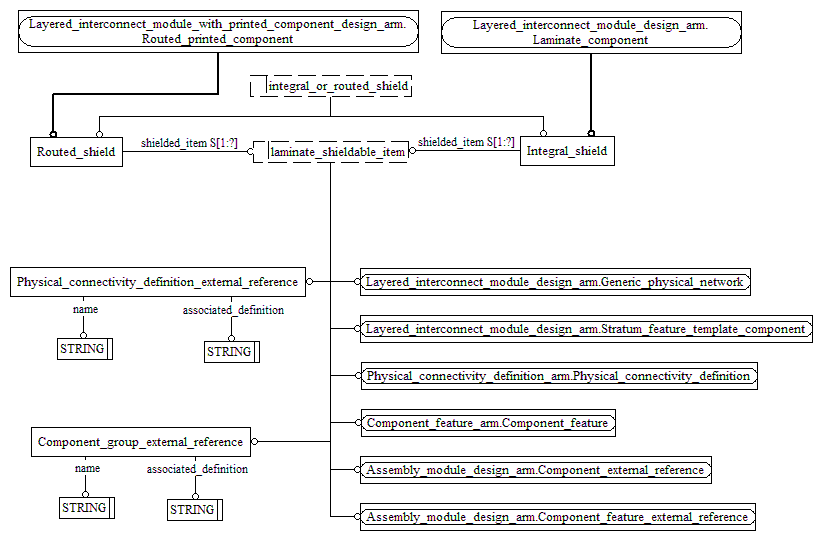 Layered_interconnect_module_with_printed_component_design_arm.
Routed_printed_component
Layered_interconnect_module_design_arm.
Laminate_component
integral_or_routed_shield
Routed_shield
shielded_item S[1:?]
laminate_shieldable_item
shielded_item S[1:?]
Integral_shield
Physical_connectivity_definition_external_reference
name
associated_definition
STRING
STRING
Layered_interconnect_module_design_arm.Generic_physical_network
Layered_interconnect_module_design_arm.Stratum_feature_template_component
Physical_connectivity_definition_arm.Physical_connectivity_definition
Component_feature_arm.Component_feature
Component_group_external_reference
name
associated_definition
STRING
STRING
Assembly_module_design_arm.Component_external_reference
Assembly_module_design_arm.Component_feature_external_reference